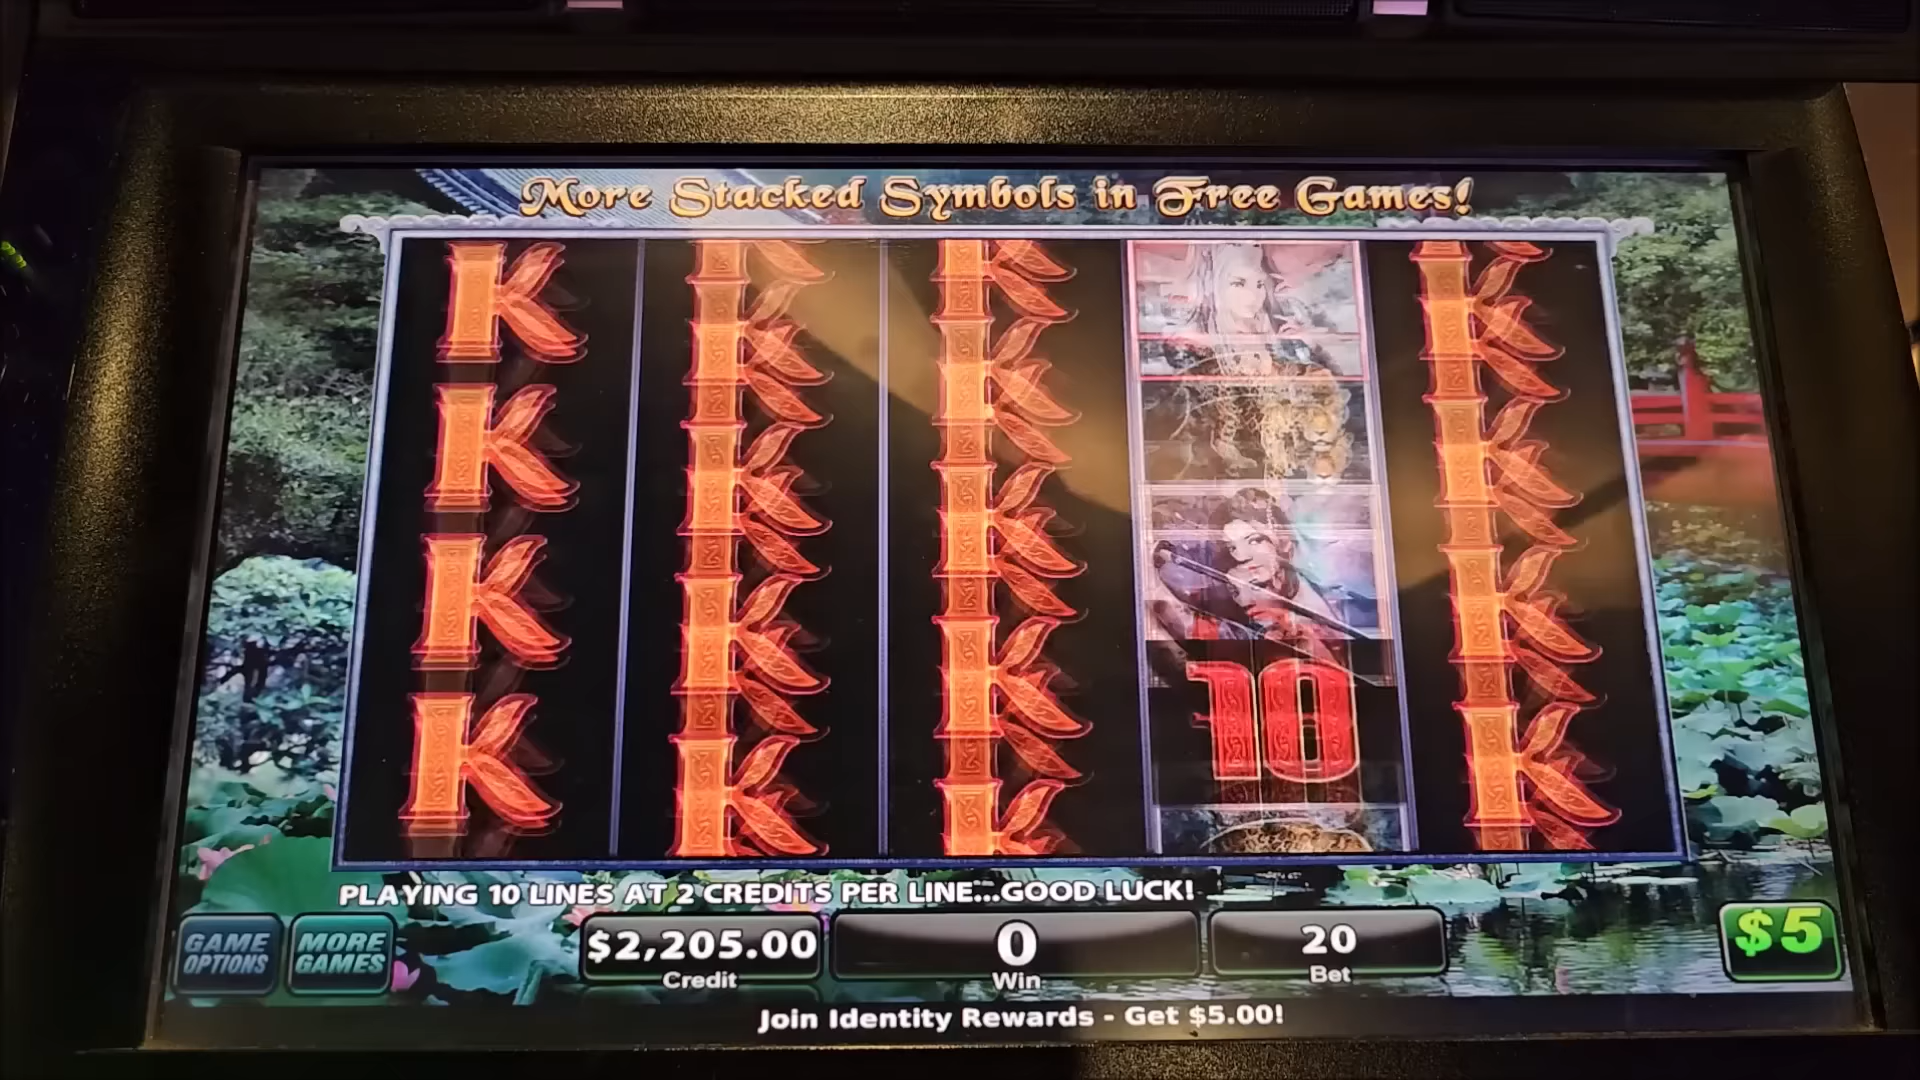 More Stacked Symbols in Free Games!
K K K K
K K K K K
K K K K K
10
K K K K K
PLAYING 10 LINES AT 2 CREDITS PER LINE...GOOD LUCK!
GAME OPTIONS
MORE GAMES
$2,205.00
Credit
0
Win
20
Bet
$5
Join Identity Rewards - Get $5.00!